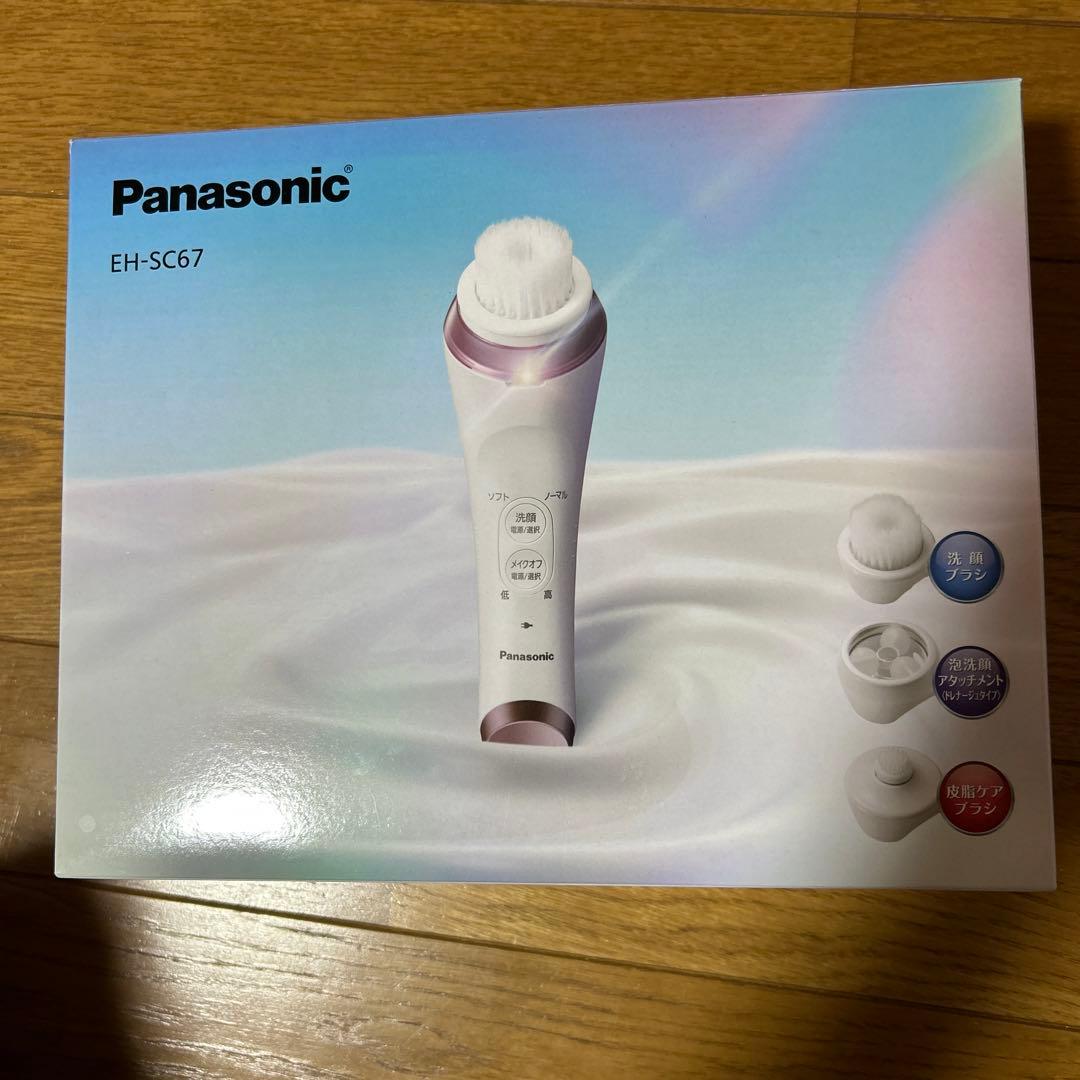 Panasonic®
EH-SC67
ソフト ノーマル
洗顔
電源/選択
メイクオフ
電源/選択
低 高
Panasonic
洗顔
ブラシ
泡洗顔
アタッチメント
(ドレナージュタイプ)
皮脂ケア
ブラシ